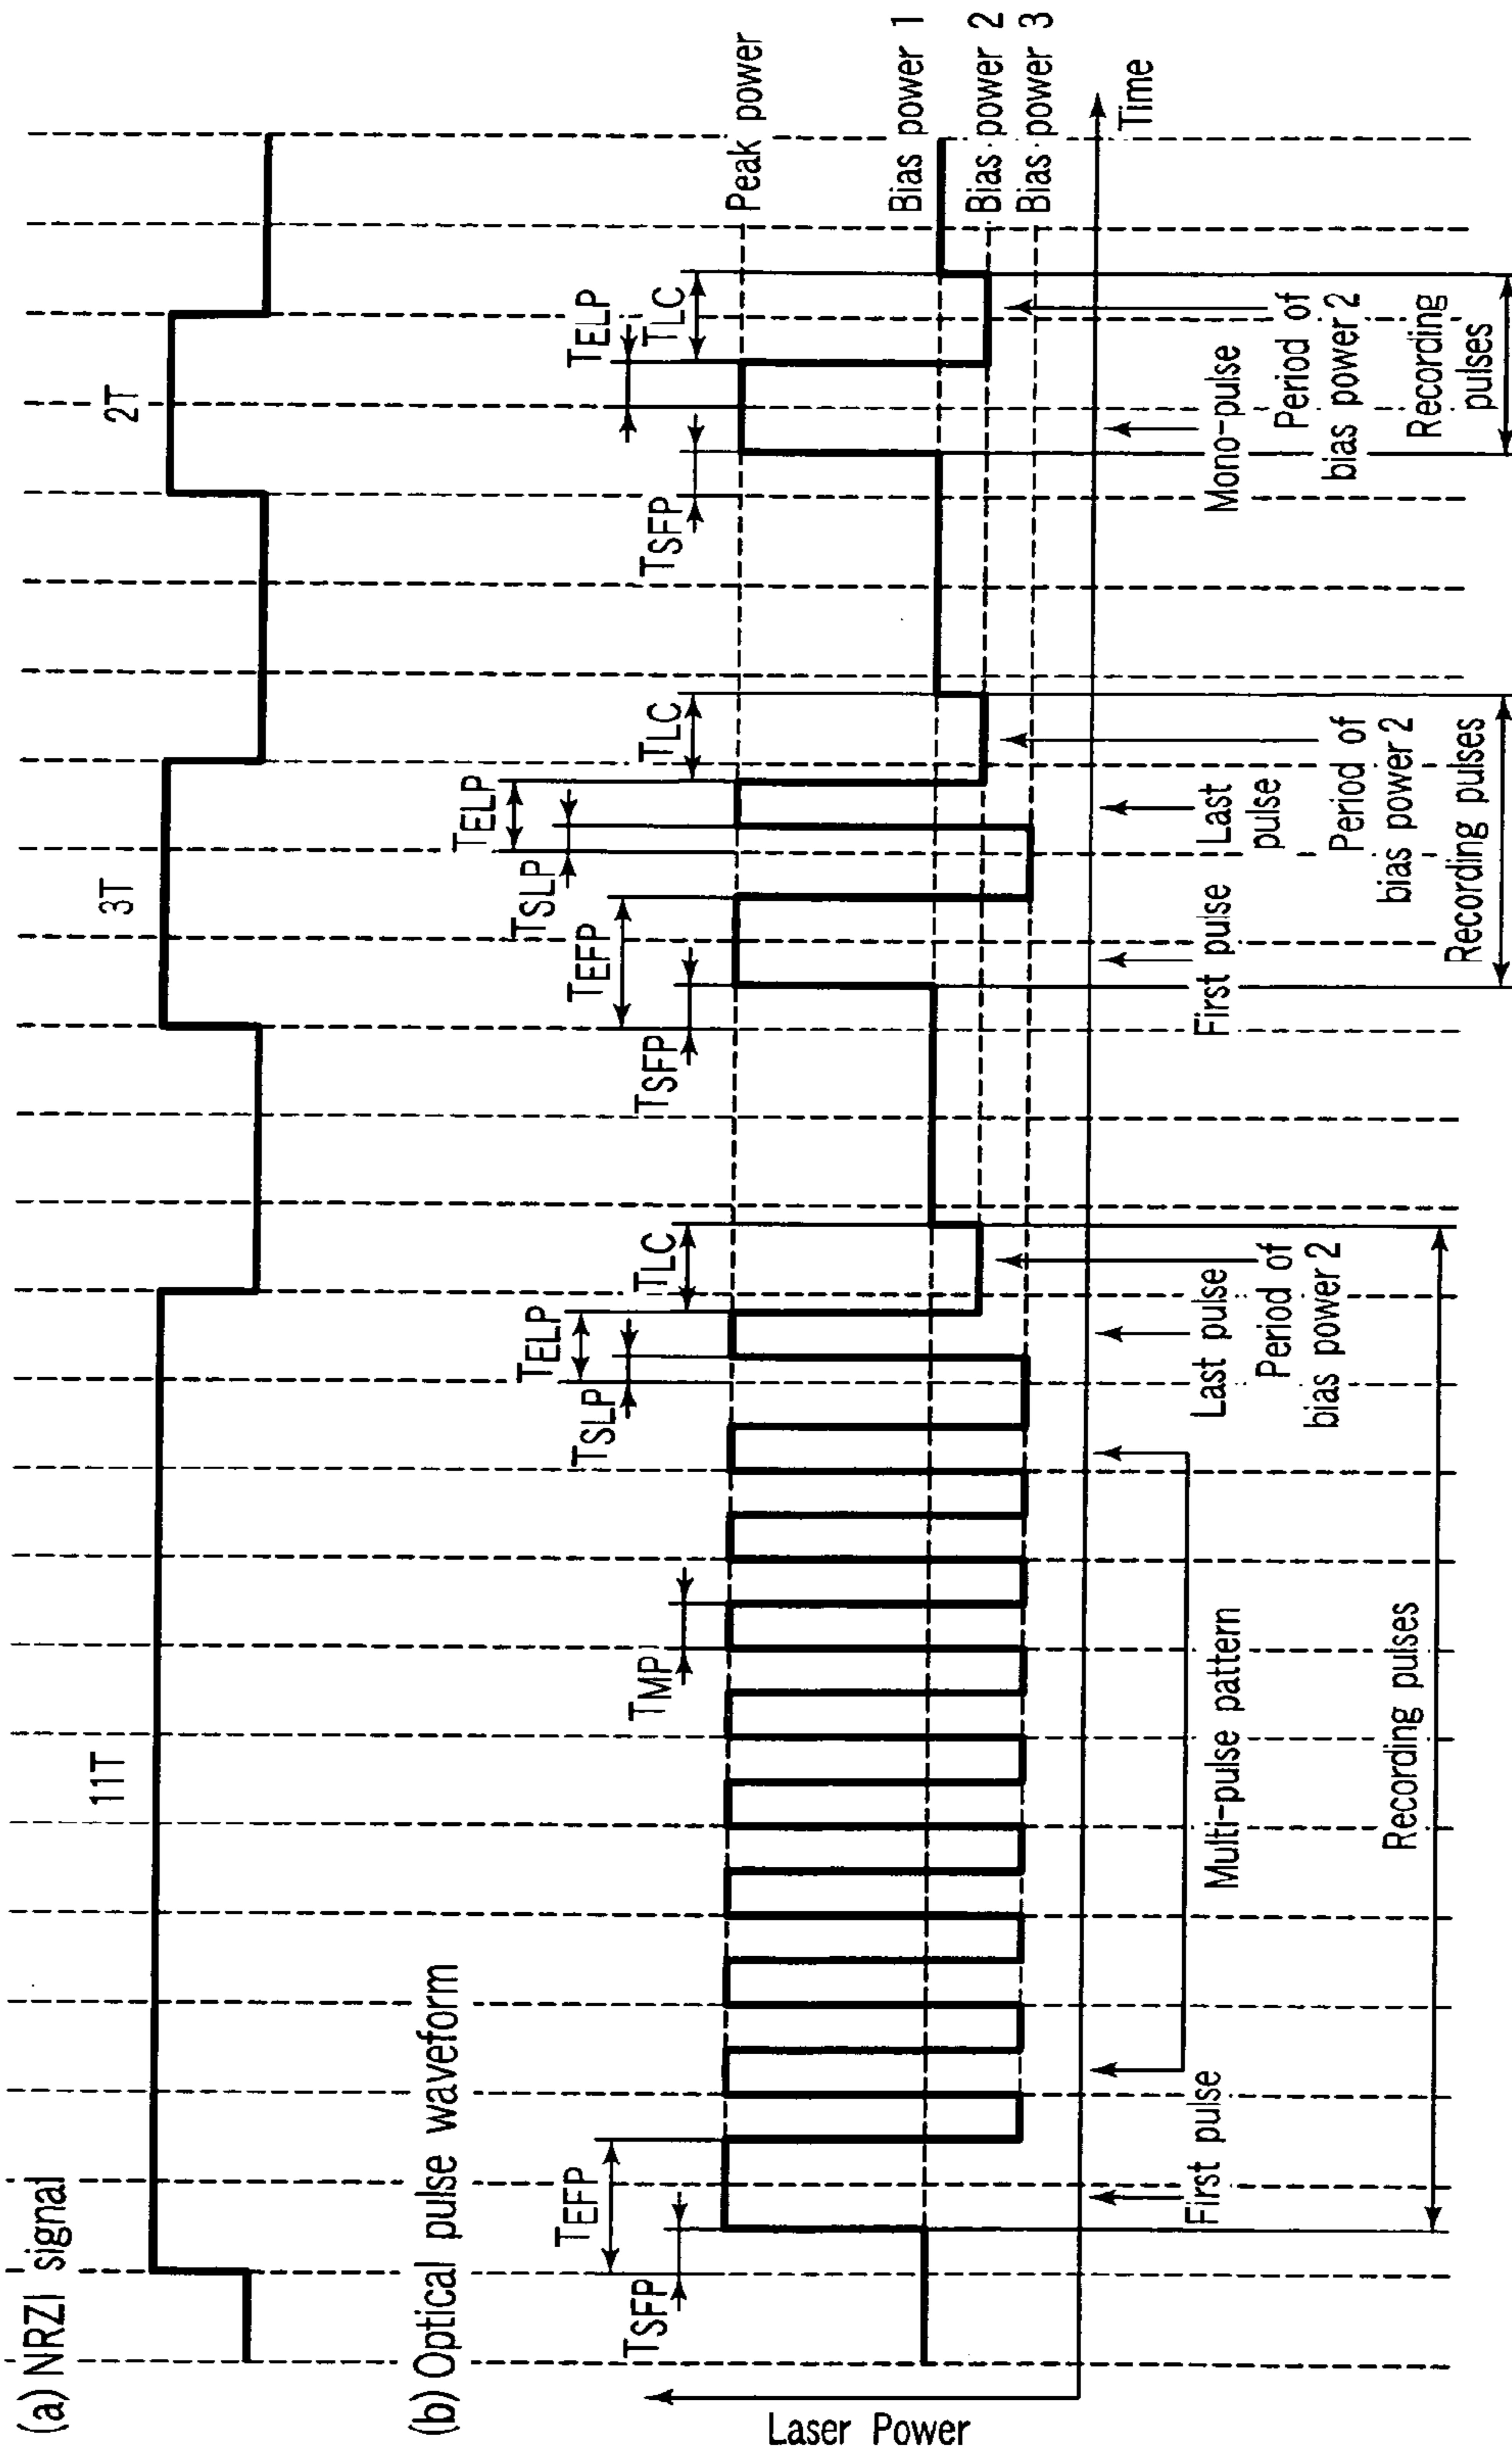 (a) NRZI signal
11T
3T
2T
(b) Optical pulse waveform
Laser Power
TSFP
TEFP
TMP
TSLP
TELP
TLC
TSFP
TEFP
TSLP
TELP
TLC
TSFP
TELP
TLC
Peak power
Bias power 1
Bias power 2
Bias power 3
Time
First pulse
Multi-pulse pattern
Last pulse
Period of
bias power 2
Recording pulses
First pulse
Last
pulse
Period of
bias power 2
Recording pulses
Mono-pulse
Period of
bias power 2
Recording
pulses